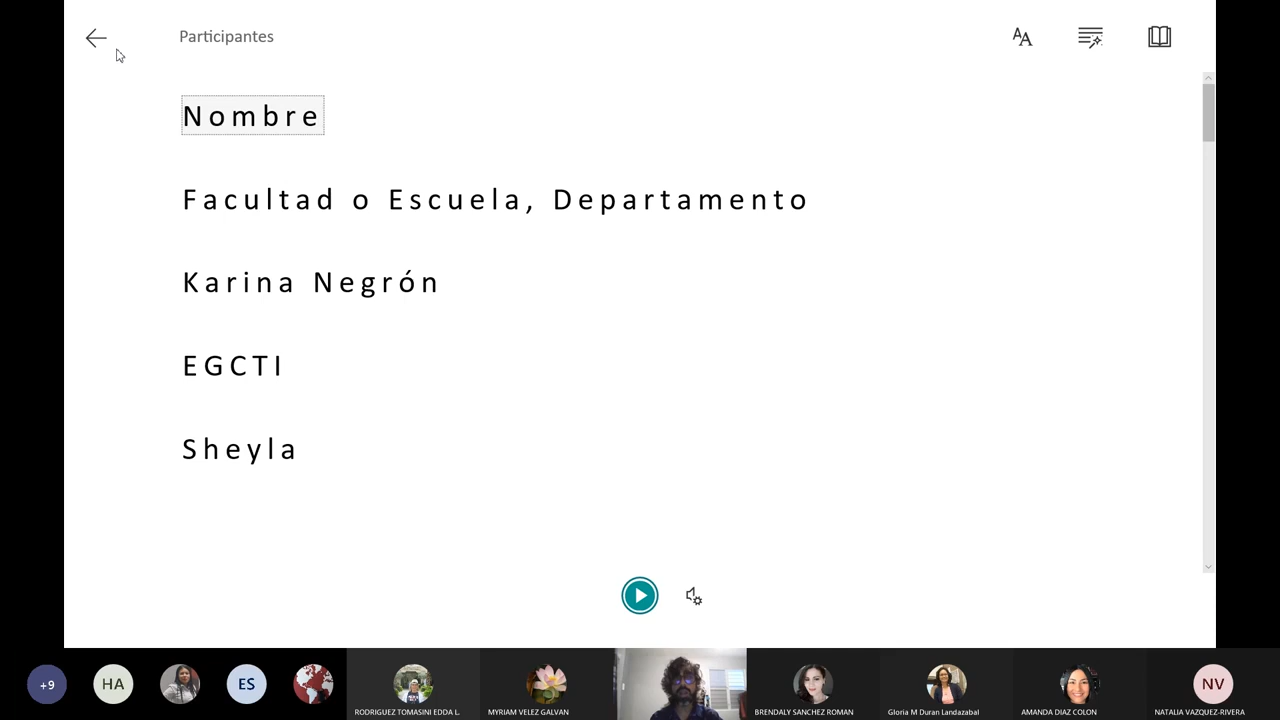 Participantes
Nombre
Facultad o Escuela, Departamento
Karina Negrón
EGCTI
Sheyla
+9
HA
ES
RODRIGUEZ TOMASINI EDDA L.
MYRIAM VELEZ GALVAN
BRENDALY SANCHEZ ROMAN
Gloria M Duran Landazabal
AMANDA DIAZ COLON
NV
NATALIA VAZQUEZ-RIVERA